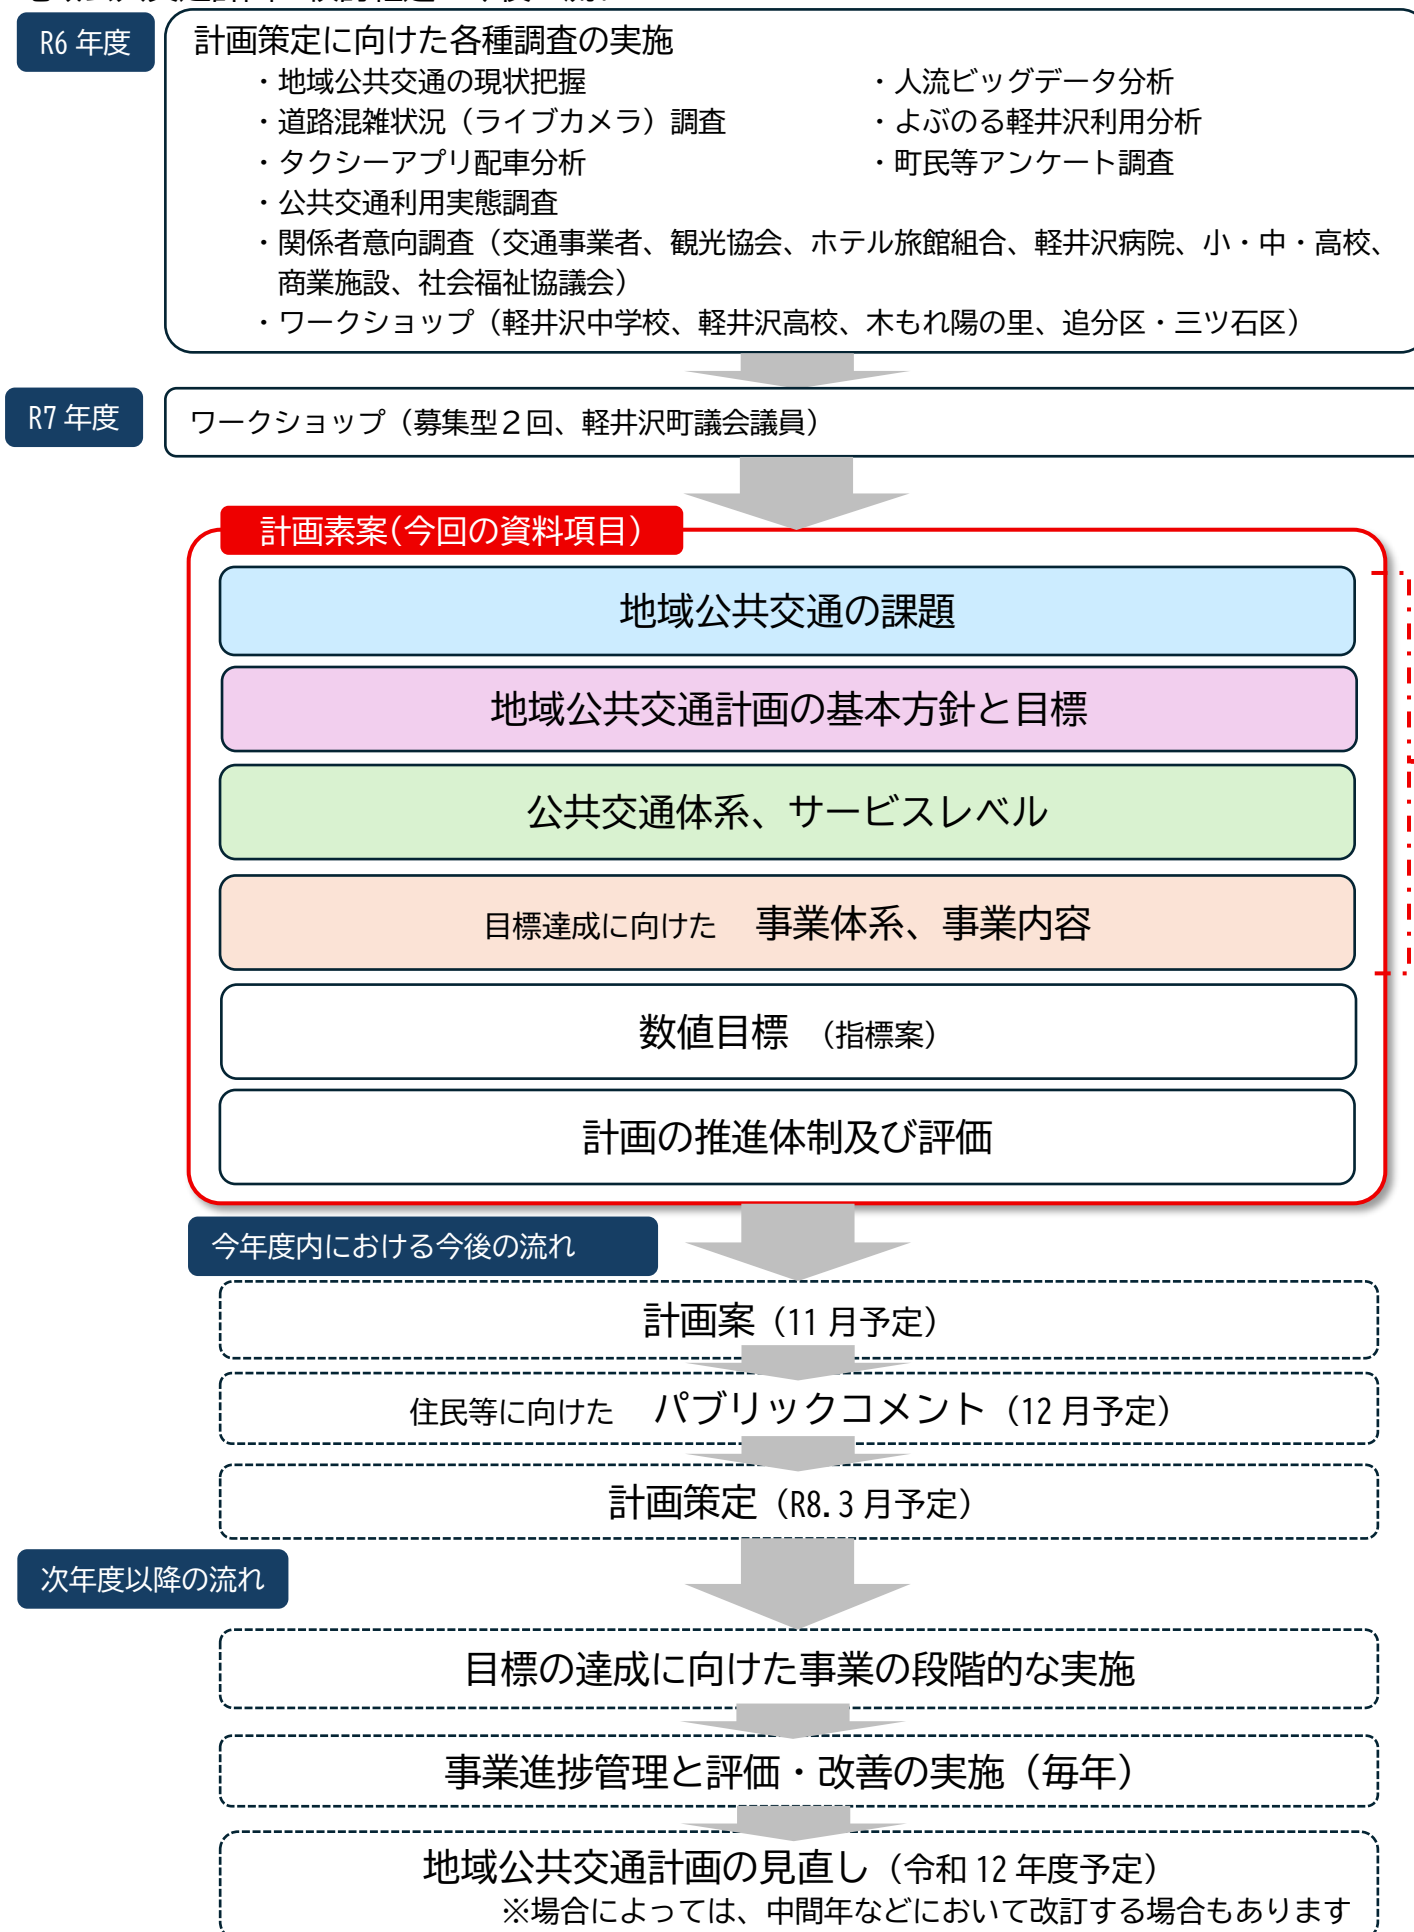 R6 年度
計画策定に向けた各種調査の実施
・地域公共交通の現状把握
・人流ビッグデータ分析
・道路混雑状況（ライブカメラ）調査
・よぶのる軽井沢利用分析
・タクシーアプリ配車分析
・町民等アンケート調査
・公共交通利用実態調査
・関係者意向調査（交通事業者、観光協会、ホテル旅館組合、軽井沢病院、小・中・高校、
商業施設、社会福祉協議会）
・ワークショップ（軽井沢中学校、軽井沢高校、木もれ陽の里、追分区・三ツ石区）
R7 年度
ワークショップ（募集型２回、軽井沢町議会議員）
計画素案(今回の資料項目)
地域公共交通の課題
地域公共交通計画の基本方針と目標
公共交通体系、サービスレベル
目標達成に向けた　事業体系、事業内容
数値目標　（指標案）
計画の推進体制及び評価
今年度内における今後の流れ
計画案（11 月予定）
住民等に向けた　パブリックコメント（12 月予定）
計画策定（R8.3 月予定）
次年度以降の流れ
目標の達成に向けた事業の段階的な実施
事業進捗管理と評価・改善の実施（毎年）
地域公共交通計画の見直し（令和 12 年度予定）
※場合によっては、中間年などにおいて改訂する場合もあります